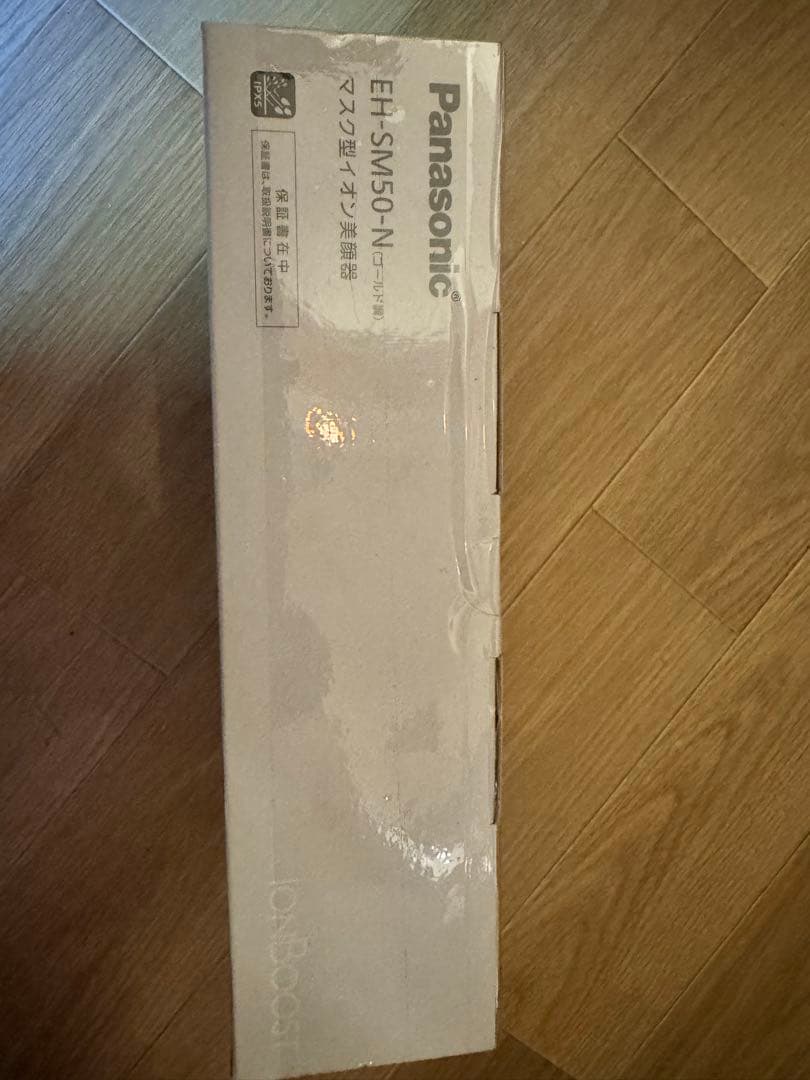 Panasonic®
EH-SM50-N(ゴールド調)
マスク型イオン美顔器
保証書在中
保証書は、取扱説明書についております。
IPX5
IONBOOST